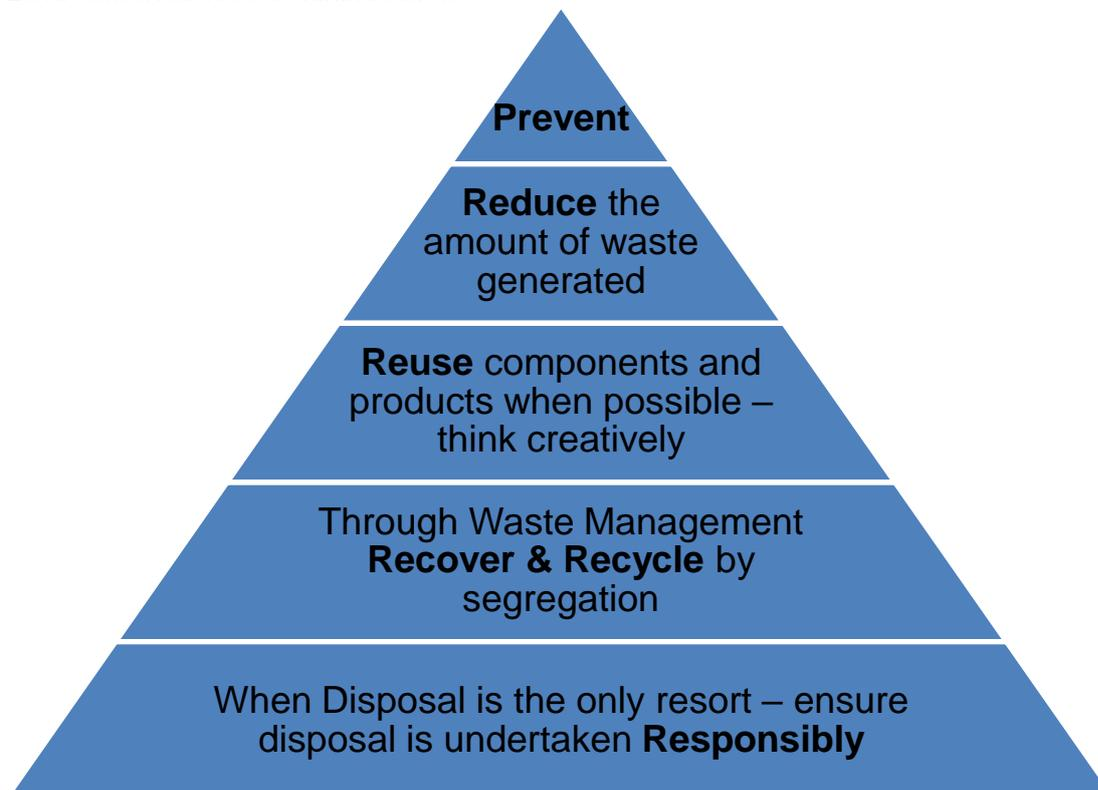 Prevent
Reduce the
amount of waste
generated
Reuse components and
products when possible –
think creatively
Through Waste Management
Recover & Recycle by
segregation
When Disposal is the only resort – ensure
disposal is undertaken Responsibly